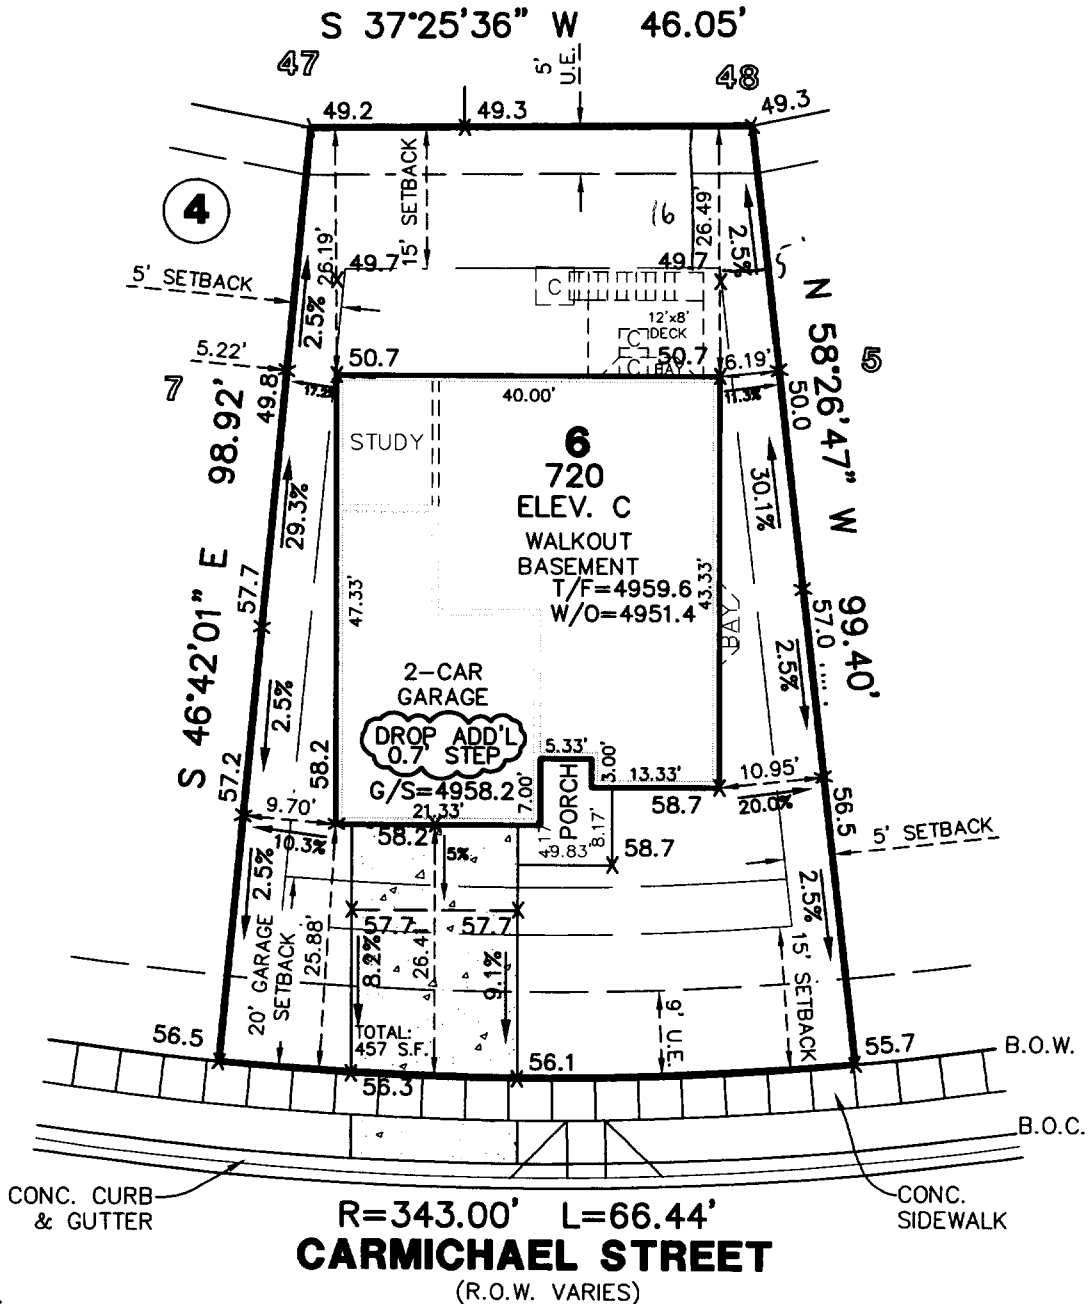 S 37°25'36" W 46.05'
47
5' U.E.
48
49.2
49.3
49.3
4
15' SETBACK
26.19'
16
26.49'
2.5%
5'
5' SETBACK
2.5%
49.7
49.7
C
12'x8'
DECK
C
C
BAY
N 58°26'47" W 99.40'
5.22'
50.7
50.7
6.19'
5
7
49.8
40.00'
11.3%
50.0
S 46°42'01" E 98.92'
STUDY
6
720
ELEV. C
WALKOUT
BASEMENT
T/F=4959.6
W/O=4951.4
29.3%
30.1%
57.7
47.33'
43.33'
BAY
57.0
2.5%
2.5%
2-CAR
GARAGE
DROP ADD'L
0.7' STEP
G/S=4958.2
21.33'
58.2
57.2
5.33'
3.00'
7.00'
PORCH
13.33'
10.95'
9.70'
10.3%
58.2
58.7
20.0%
56.5
5' SETBACK
49.83'
8.17'
58.7
5%
2.5%
2.5%
57.7
57.7
20' GARAGE
SETBACK
25.88'
8.2%
26.41'
9.1%
15' SETBACK
9' U.E.
TOTAL:
457 S.F.
56.5
56.3
56.1
55.7
B.O.W.
B.O.C.
CONC. CURB
& GUTTER
CONC.
SIDEWALK
R=343.00' L=66.44'
CARMICHAEL STREET
(R.O.W. VARIES)